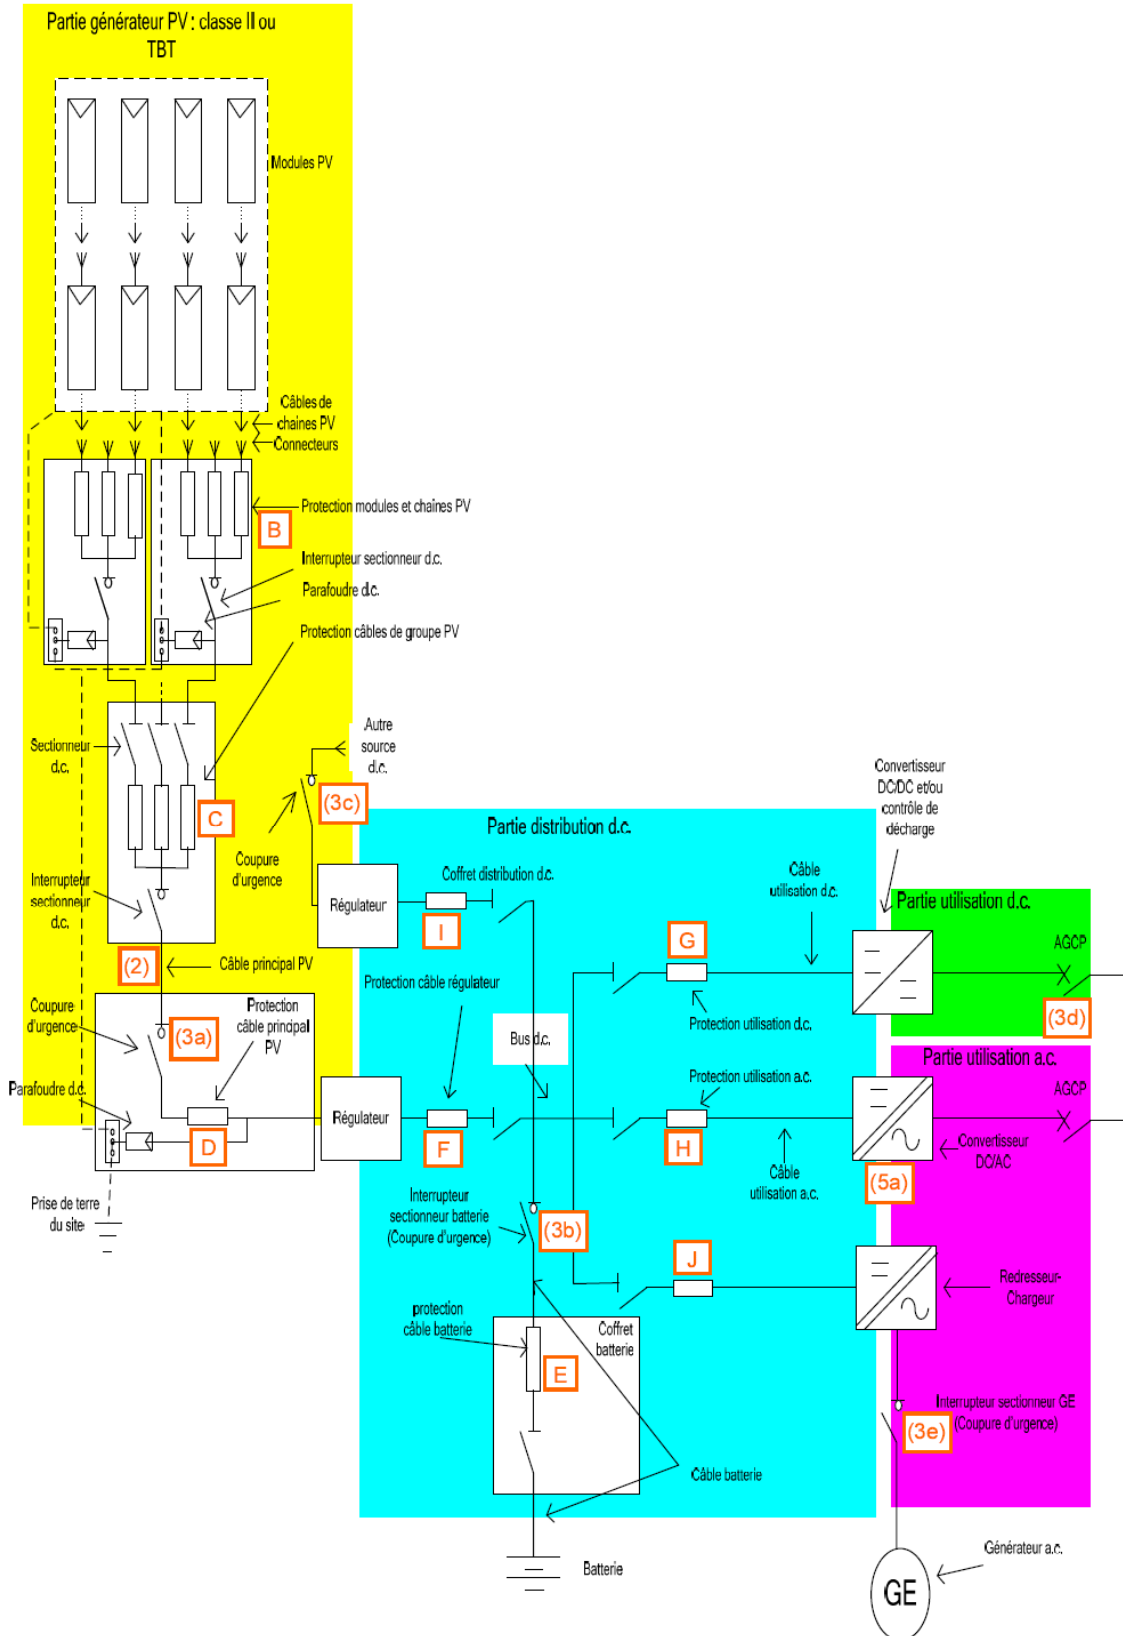 Partie générateur PV : classe II ou
TBT
Modules PV
Câbles de
chaines PV
Connecteurs
Protection modules et chaînes PV
B
Interrupteur sectionneur d.c.
Parafoudre d.c.
Protection câbles de groupe PV
Sectionneur
d.c.
C
Autre
source
d.c.
(3c)
Coupure
d'urgence
Interrupteur
sectionneur
d.c.
(2)
Câble principal PV
Coupure
d'urgence
(3a)
Protection
câble principal
PV
Parafoudre d.c.
D
Prise de terre
du site
Régulateur
Régulateur
Partie distribution d.c.
Coffret distribution d.c.
I
Protection câble régulateur
F
Bus d.c.
Câble
utilisation d.c.
G
Protection utilisation d.c.
Protection utilisation a.c.
H
Câble
utilisation a.c.
Interrupteur
sectionneur batterie
(Coupure d'urgence)
(3b)
J
protection
câble batterie
Coffret
batterie
E
Câble batterie
Batterie
Convertisseur
DC/DC et/ou
contrôle de
décharge
Partie utilisation d.c.
AGCP
(3d)
Partie utilisation a.c.
AGCP
Convertisseur
DC/AC
(5a)
Redresseur-
Chargeur
Interrupteur sectionneur GE
(Coupure d'urgence)
(3e)
Générateur a.c.
GE